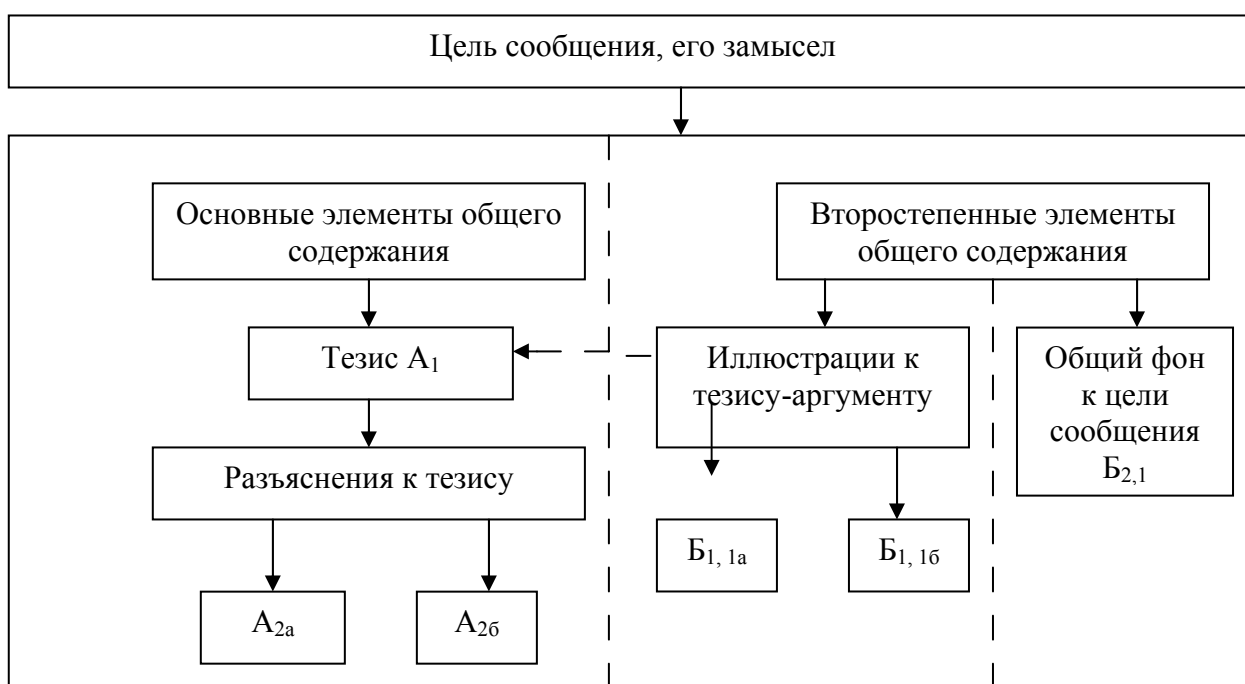 Цель сообщения, его замысел
Основные элементы общего
содержания
Второстепенные элементы
общего содержания
Тезис А₁
Иллюстрации к
тезису-аргументу
Общий фон
к цели
сообщения
Б₂,₁
Разъяснения к тезису
Б₁, ₁а
Б₁, ₁б
А₂а
А₂б